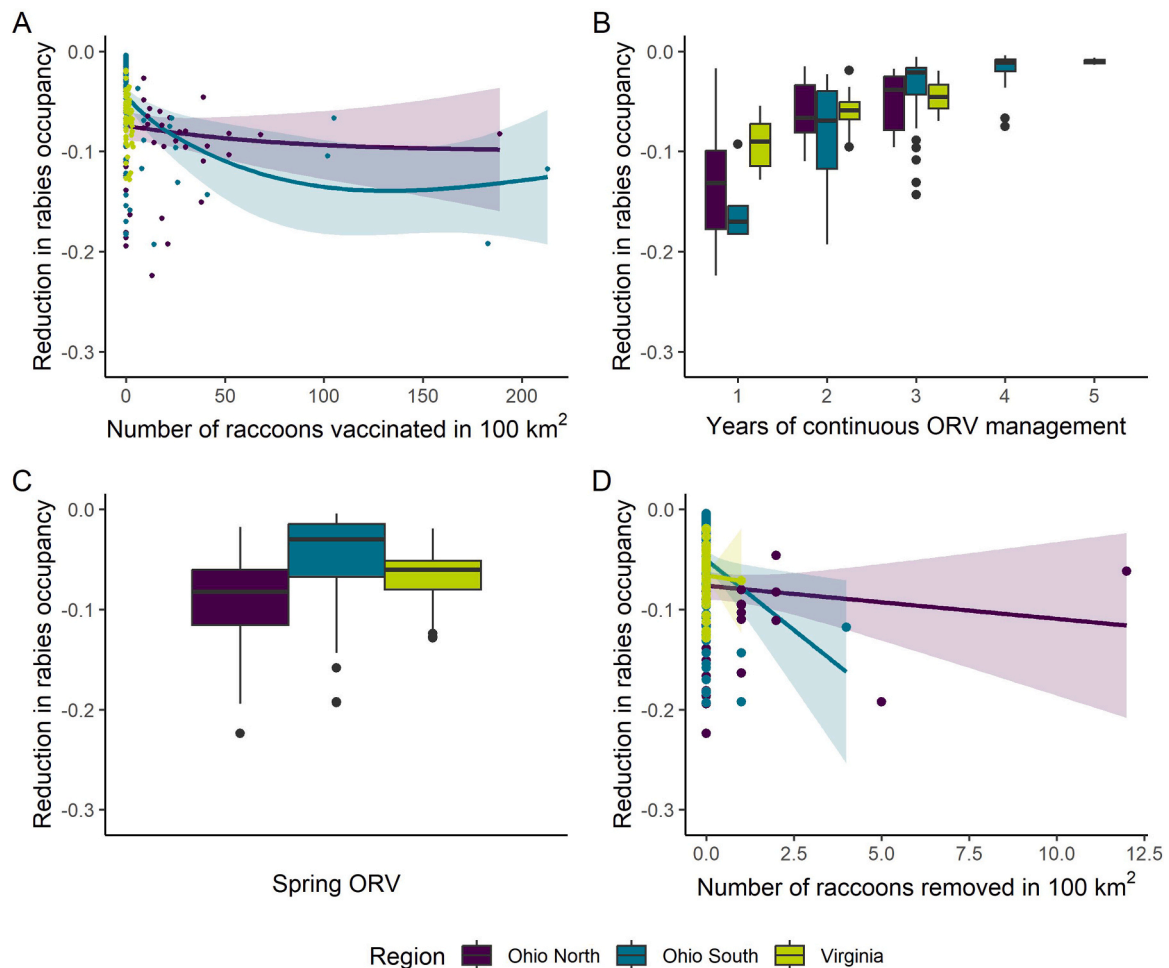 A
0.0
-0.1
-0.2
-0.3
Reduction in rabies occupancy
0
50
100
150
200
Number of raccoons vaccinated in 100 km²
B
0.0
-0.1
-0.2
-0.3
Reduction in rabies occupancy
1
2
3
4
5
Years of continuous ORV management
C
0.0
-0.1
-0.2
-0.3
Reduction in rabies occupancy
Spring ORV
D
0.0
-0.1
-0.2
-0.3
Reduction in rabies occupancy
0.0
2.5
5.0
7.5
10.0
12.5
Number of raccoons removed in 100 km²
Region Ohio North Ohio South Virginia